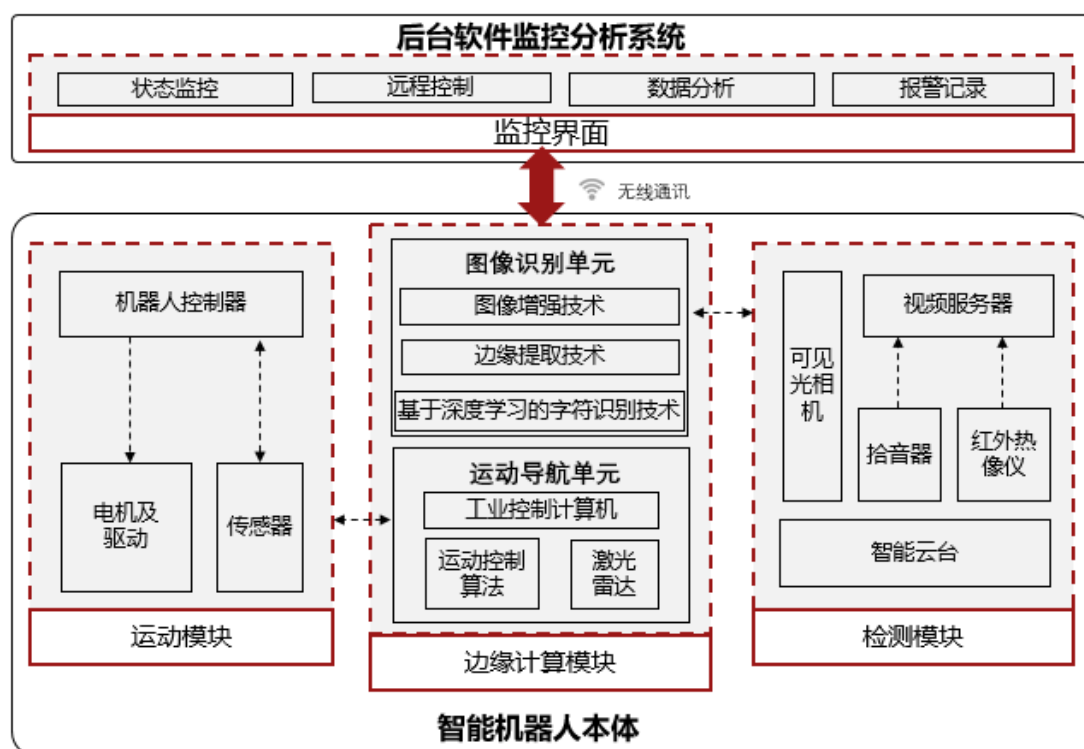 后台软件监控分析系统
状态监控
远程控制
数据分析
报警记录
监控界面
无线通讯
机器人控制器
电机及
驱动
传感器
运动模块
图像识别单元
图像增强技术
边缘提取技术
基于深度学习的字符识别技术
运动导航单元
工业控制计算机
运动控制
算法
激光
雷达
边缘计算模块
可见
光相
机
视频服务器
拾音器
红外热
像仪
智能云台
检测模块
智能机器人本体